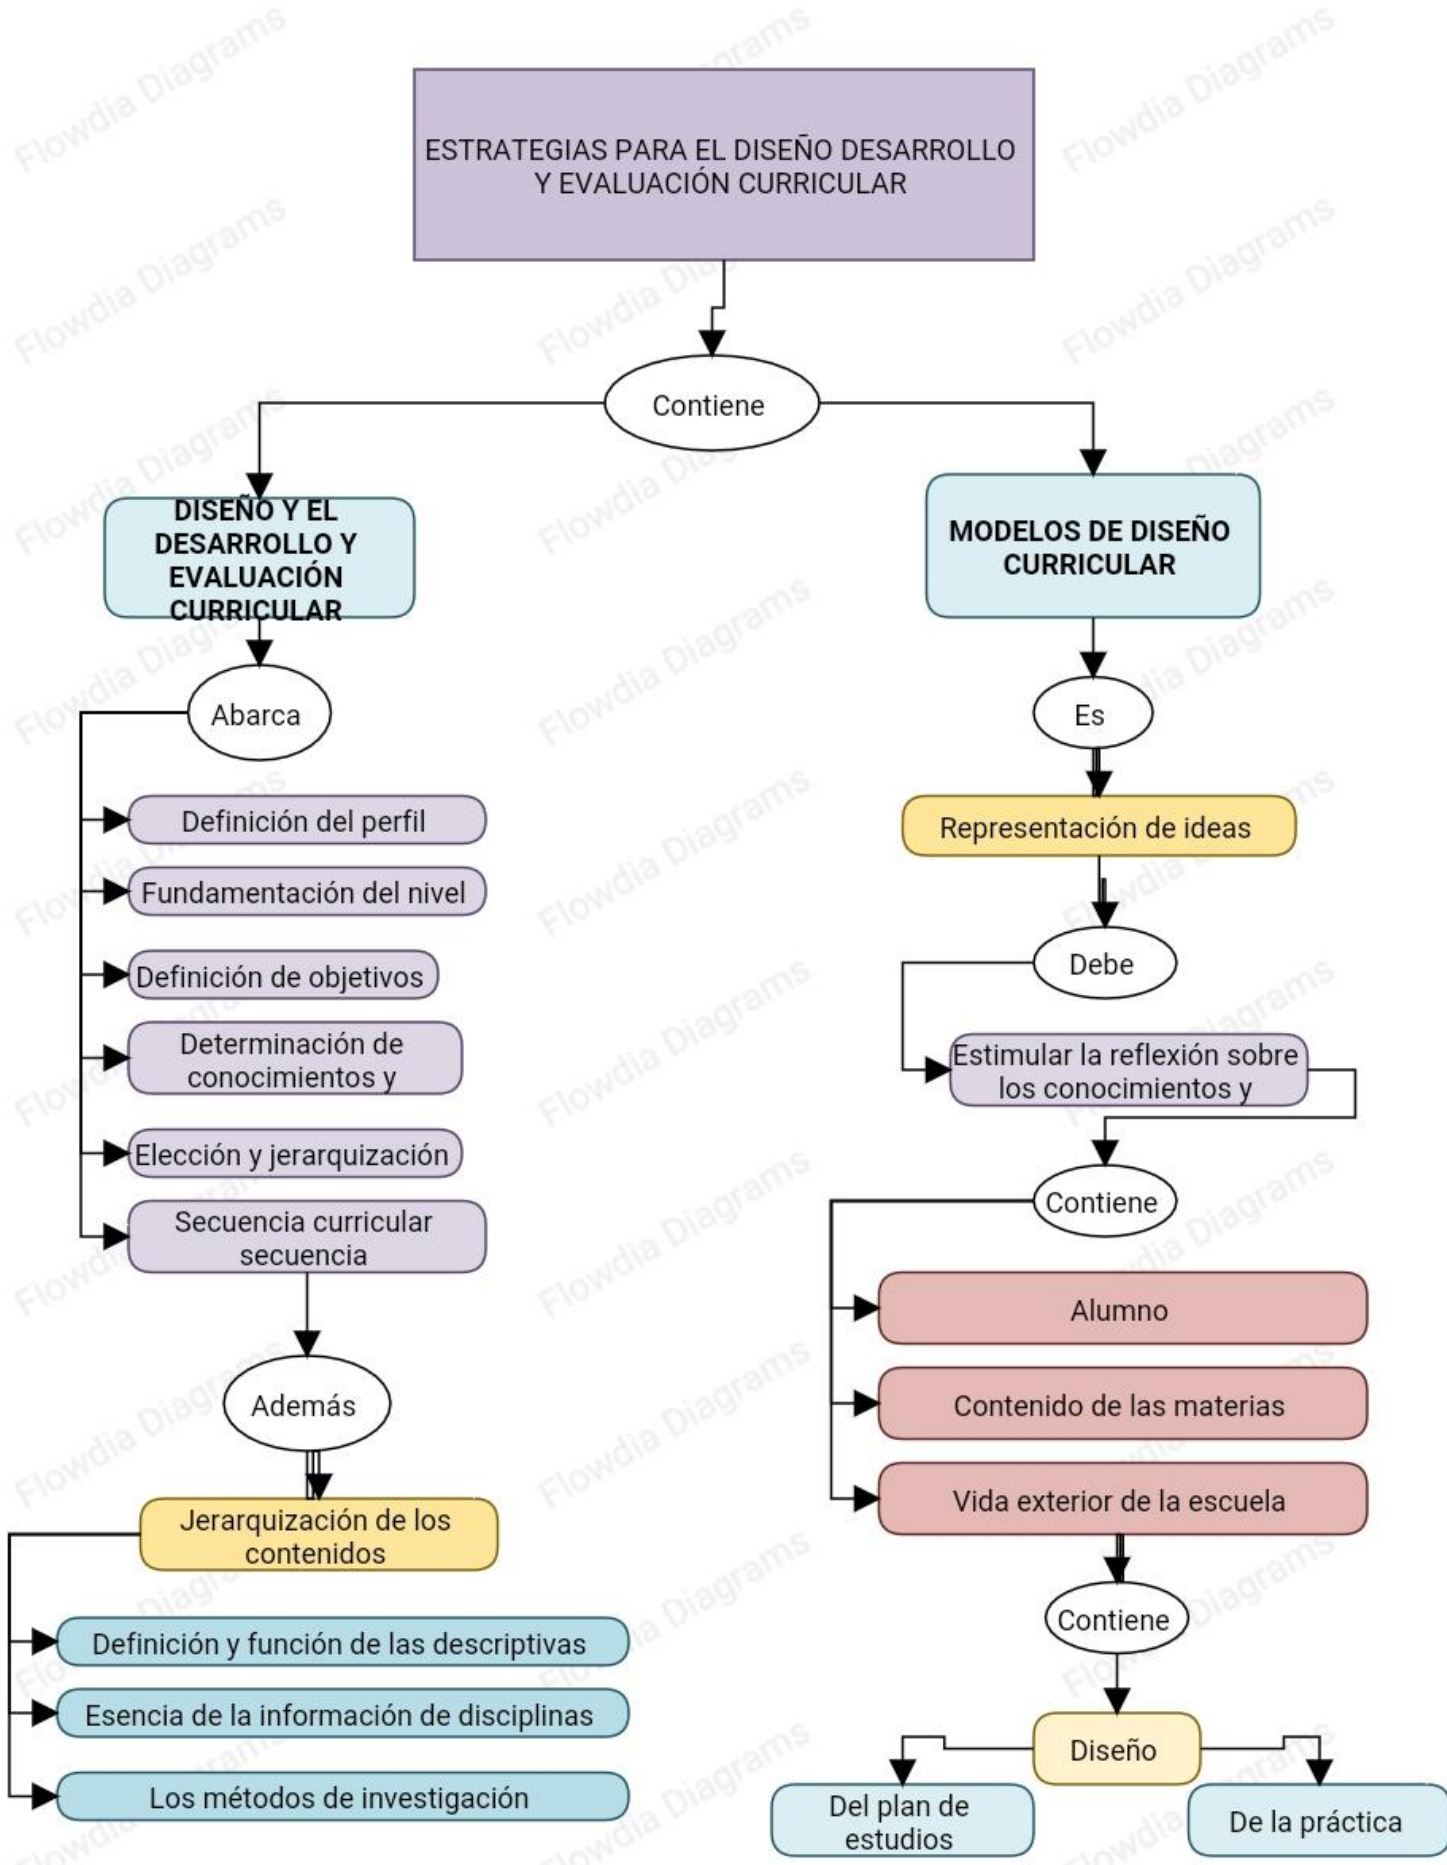 ESTRATEGIAS PARA EL DISEÑO DESARROLLO
Y EVALUACIÓN CURRICULAR
Contiene
DISEÑO Y EL
DESARROLLO Y
EVALUACIÓN
CURRICULAR
Abarca
Definición del perfil
Fundamentación del nivel
Definición de objetivos
Determinación de
conocimientos y
Elección y jerarquización
Secuencia curricular
secuencia
Además
Jerarquización de los
contenidos
Definición y función de las descriptivas
Esencia de la información de disciplinas
Los métodos de investigación
MODELOS DE DISEÑO
CURRICULAR
Es
Representación de ideas
Debe
Estimular la reflexión sobre
los conocimientos y
Contiene
Alumno
Contenido de las materias
Vida exterior de la escuela
Contiene
Diseño
Del plan de
estudios
De la práctica
Flowdia Diagrams